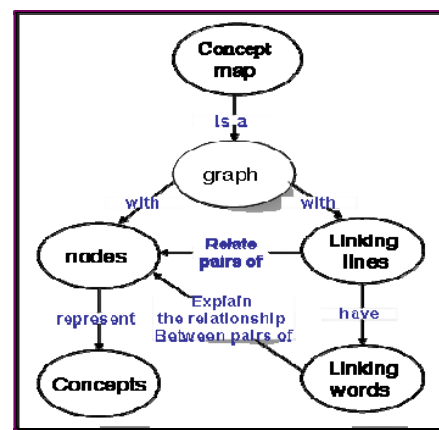 Concept
map
is a
graph
with
with
nodes
Relate
pairs of
Linking
lines
represent
Explain
the relationship
Between pairs of
have
Concepts
Linking
words